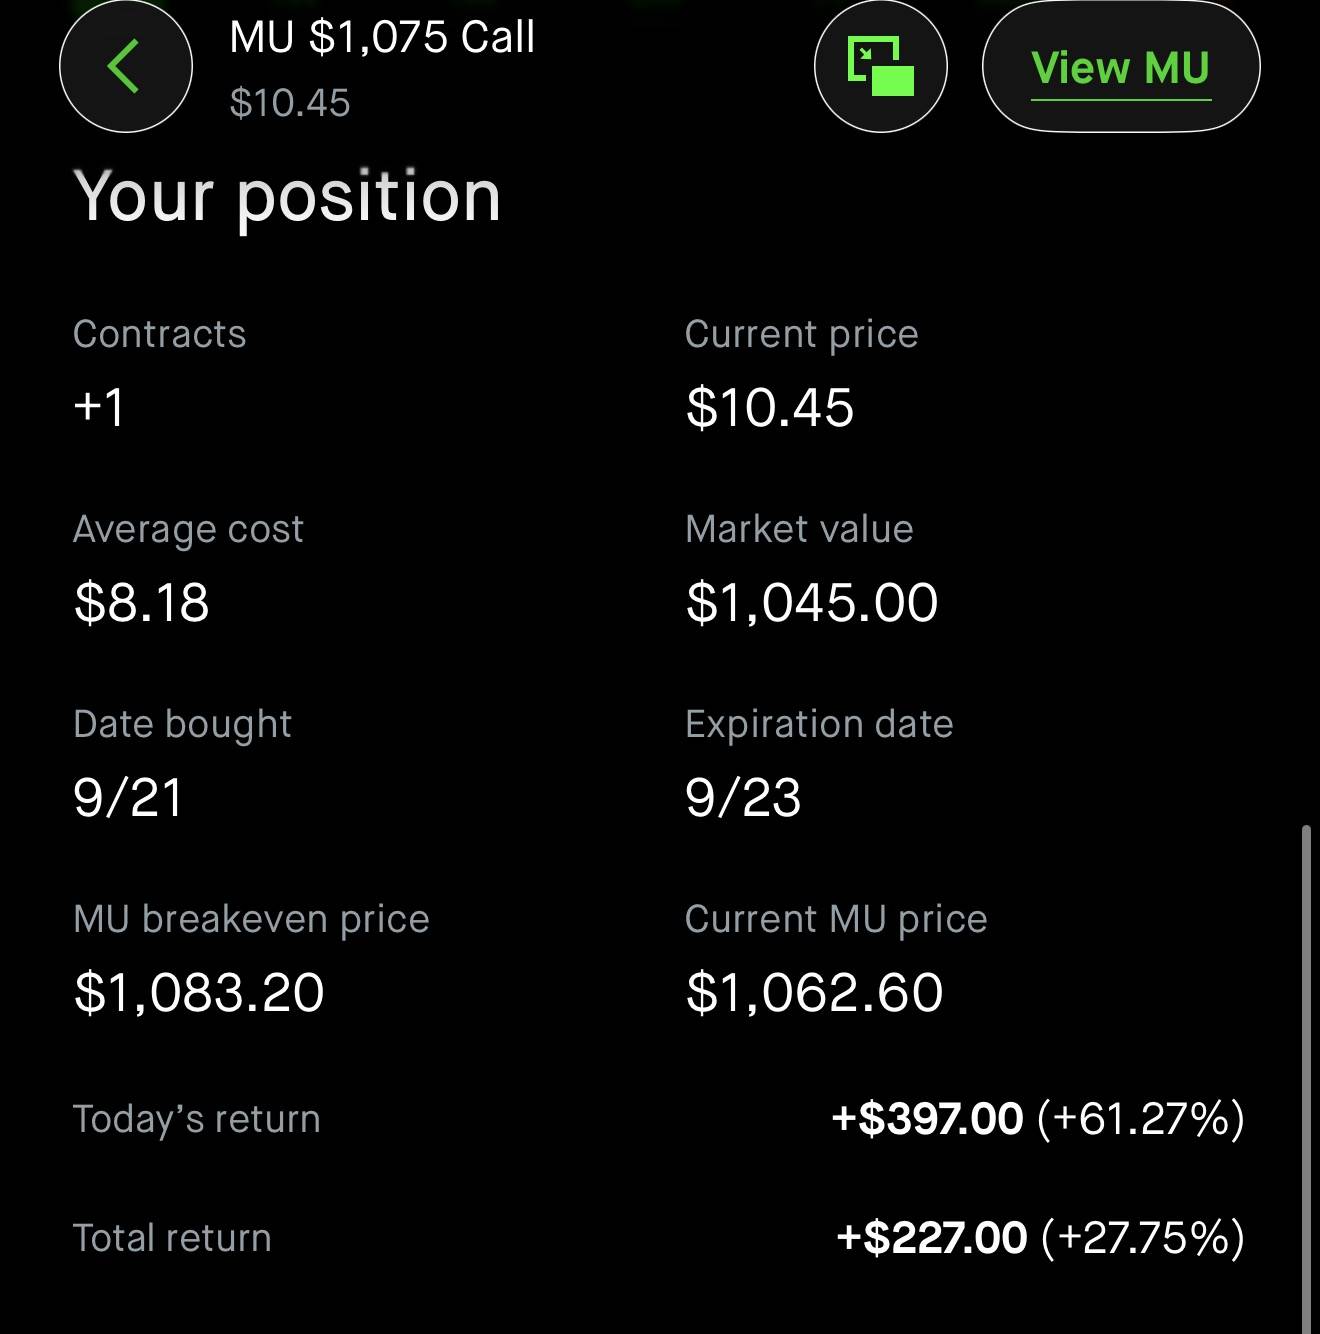 MU $1,075 Call
$10.45
View MU
Your position
Contracts
+1
Current price
$10.45
Average cost
$8.18
Market value
$1,045.00
Date bought
9/21
Expiration date
9/23
MU breakeven price
$1,083.20
Current MU price
$1,062.60
Today’s return
+$397.00 (+61.27%)
Total return
+$227.00 (+27.75%)